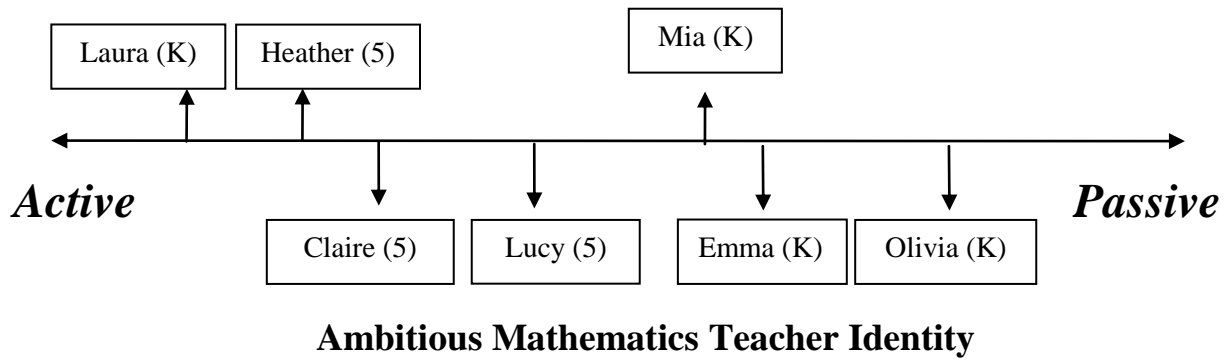 Laura (K) Heather (5) Mia (K)
Active Passive
Claire (5) Lucy (5) Emma (K) Olivia (K)
Ambitious Mathematics Teacher Identity